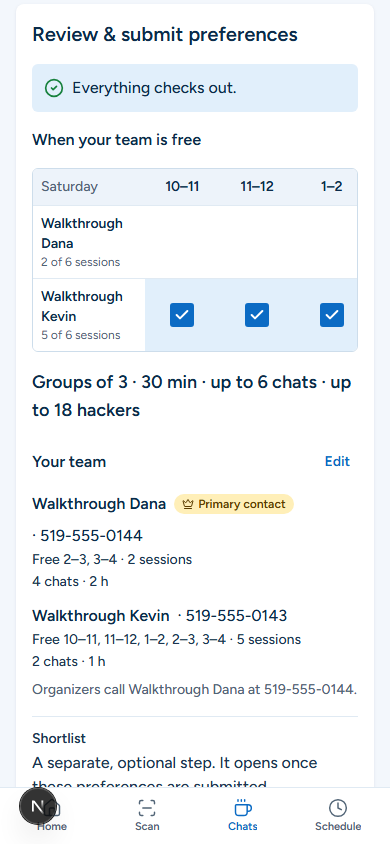 Review & submit preferences
Everything checks out.
When your team is free
Saturday 10–11 11–12 1–2
Walkthrough
Dana
2 of 6 sessions
Walkthrough
Kevin
5 of 6 sessions
Groups of 3 · 30 min · up to 6 chats · up
to 18 hackers
Your team Edit
Walkthrough Dana Primary contact
· 519-555-0144
Free 2–3, 3–4 · 2 sessions
4 chats · 2 h
Walkthrough Kevin · 519-555-0143
Free 10–11, 11–12, 1–2, 2–3, 3–4 · 5 sessions
2 chats · 1 h
Organizers call Walkthrough Dana at 519-555-0144.
Shortlist
A separate, optional step. It opens once
these preferences are submitted
N
Home Scan Chats Schedule